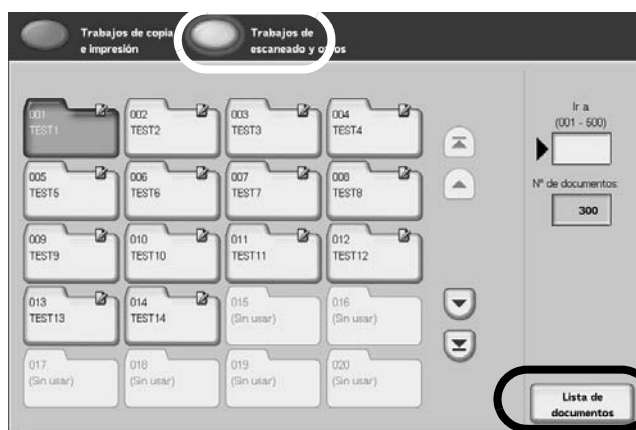 Trabajos de copia
e impresión
Trabajos de
escaneado y otros
001
TEST1
002
TEST2
003
TEST3
004
TEST4
Ir a
(001 - 500)
005
TEST5
006
TEST6
007
TEST7
008
TEST8
Nº de documentos:
300
009
TEST9
010
TEST10
011
TEST11
012
TEST12
013
TEST13
014
TEST14
015
(Sin usar)
016
(Sin usar)
017
(Sin usar)
018
(Sin usar)
019
(Sin usar)
020
(Sin usar)
Lista de
documentos